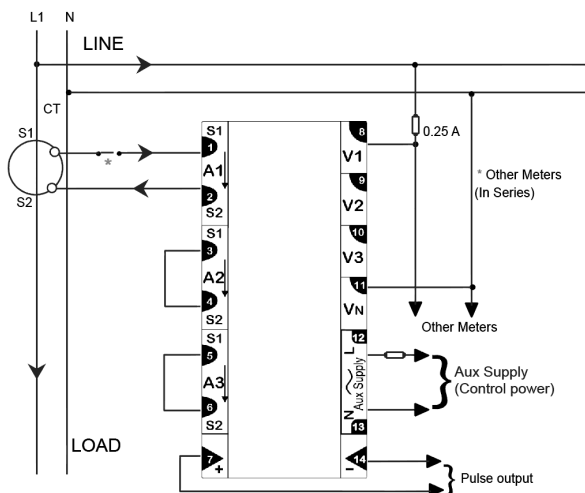 L1 N
LINE
CT
S1
S2
*
0.25 A
* Other Meters
(In Series)
S1
1
A1
2
S2
S1
3
A2
4
S2
S1
5
A3
6
S2
7
+
8
V1
9
V2
10
V3
11
VN
12
L
Aux Supply
N
13
14
-
Other Meters
Aux Supply
(Control power)
Pulse output
LOAD